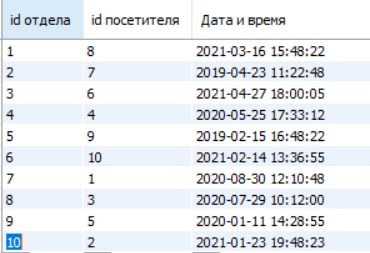 id отдела id посетителя Дата и время
1 8 2021-03-16 15:48:22
2 7 2019-04-23 11:22:48
3 6 2021-04-27 18:00:05
4 4 2020-05-25 17:33:12
5 9 2019-02-15 16:48:22
6 10 2021-02-14 13:36:55
7 1 2020-08-30 12:10:48
8 3 2020-07-29 10:12:00
9 5 2020-01-11 14:28:55
10 2 2021-01-23 19:48:23